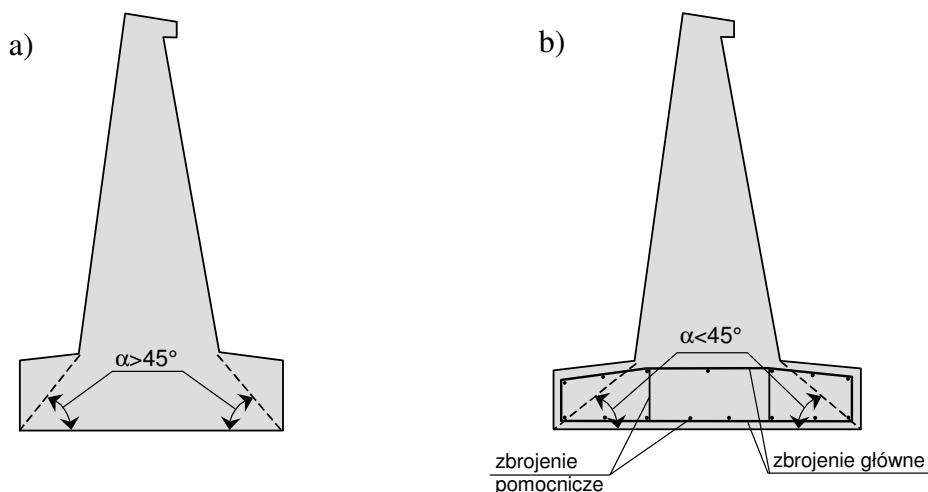 a)
b)
α>45°
α<45°
zbrojenie
pomocnicze
zbrojenie główne